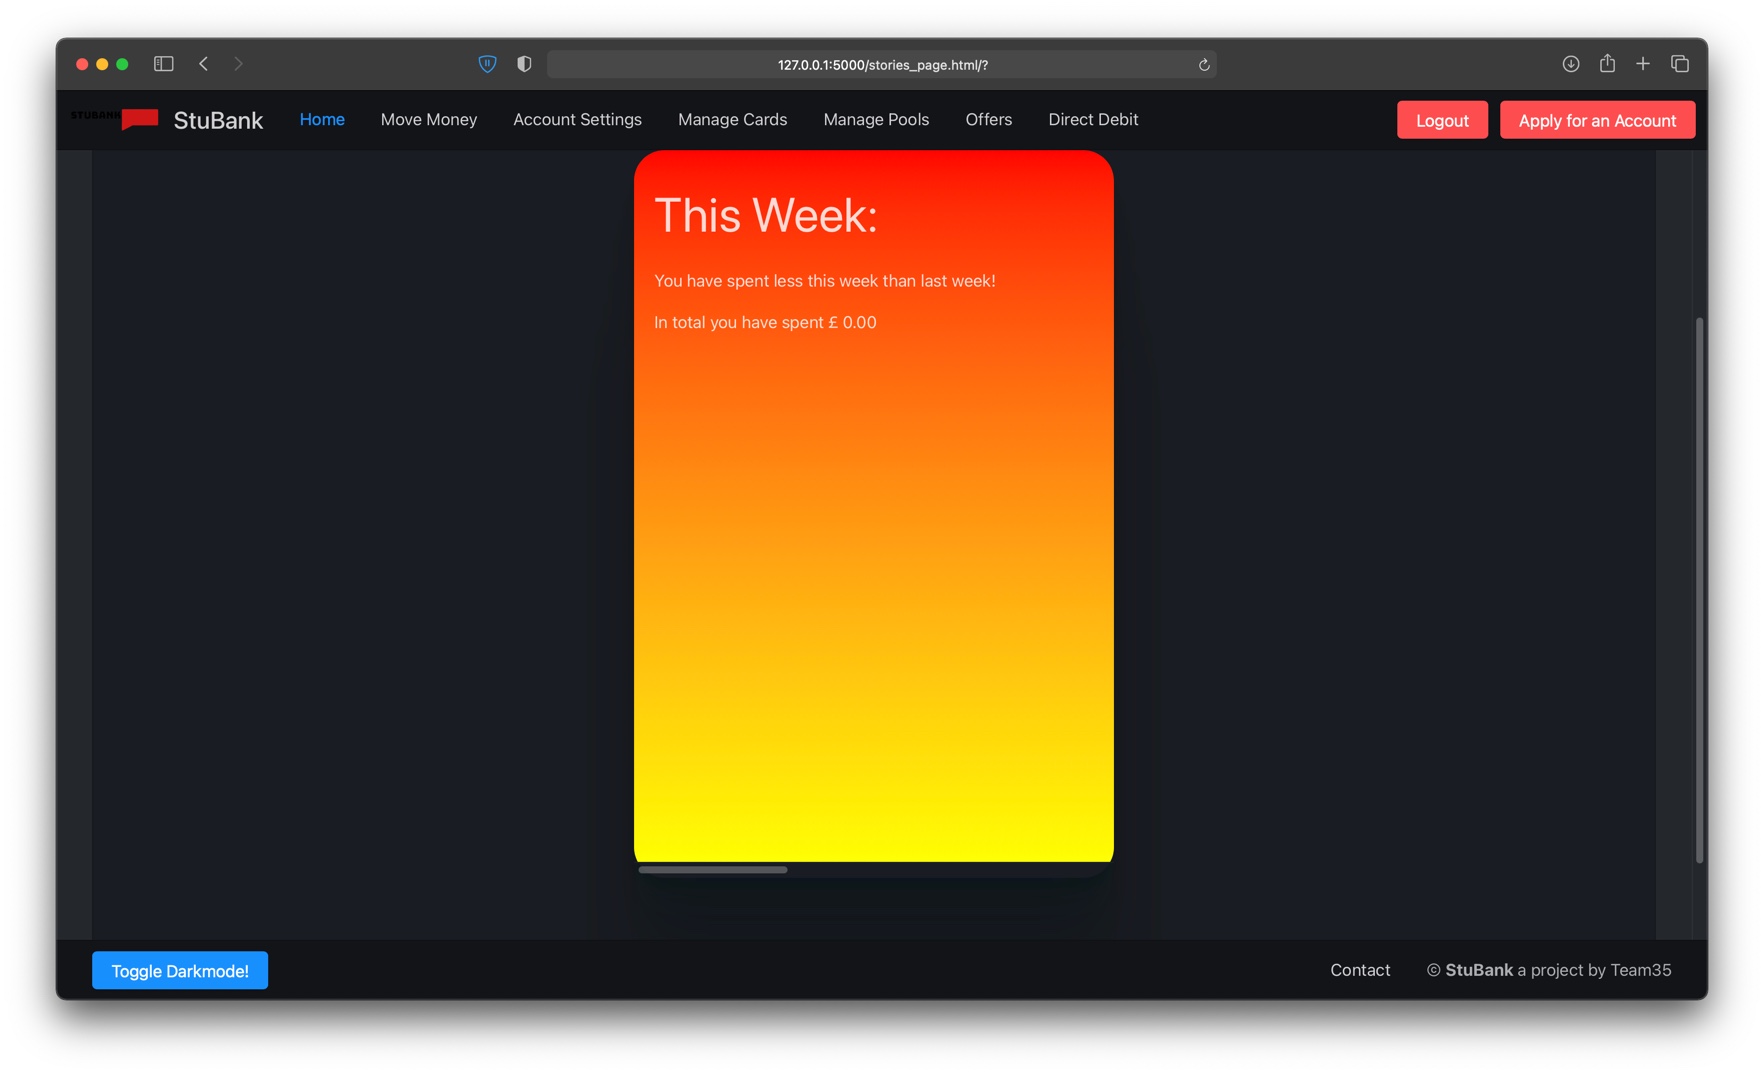 127.0.0.1:5000/stories_page.html/?
STUBANK StuBank Home Move Money Account Settings Manage Cards Manage Pools Offers Direct Debit Logout Apply for an Account
This Week:
You have spent less this week than last week!
In total you have spent £ 0.00
Toggle Darkmode! Contact © StuBank a project by Team35